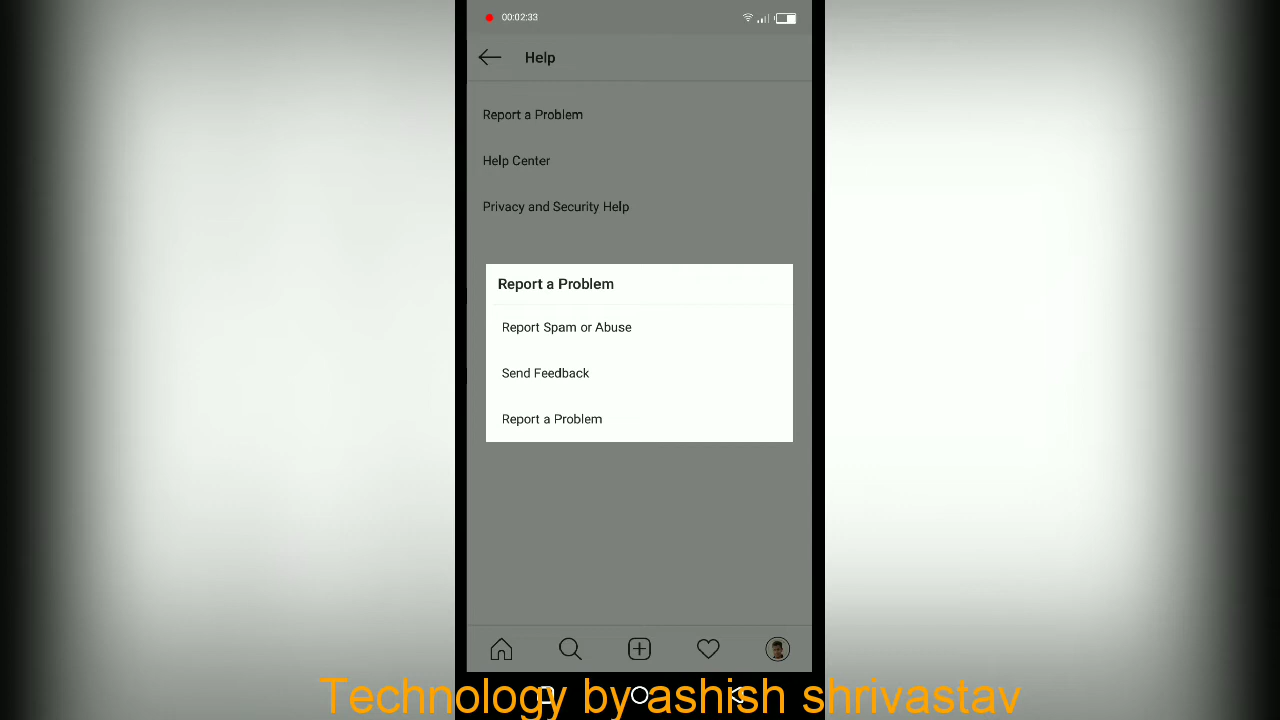 00:02:33
Help
Report a Problem
Help Center
Privacy and Security Help
Report a Problem
Report Spam or Abuse
Send Feedback
Report a Problem
Technology by ashish shrivastav